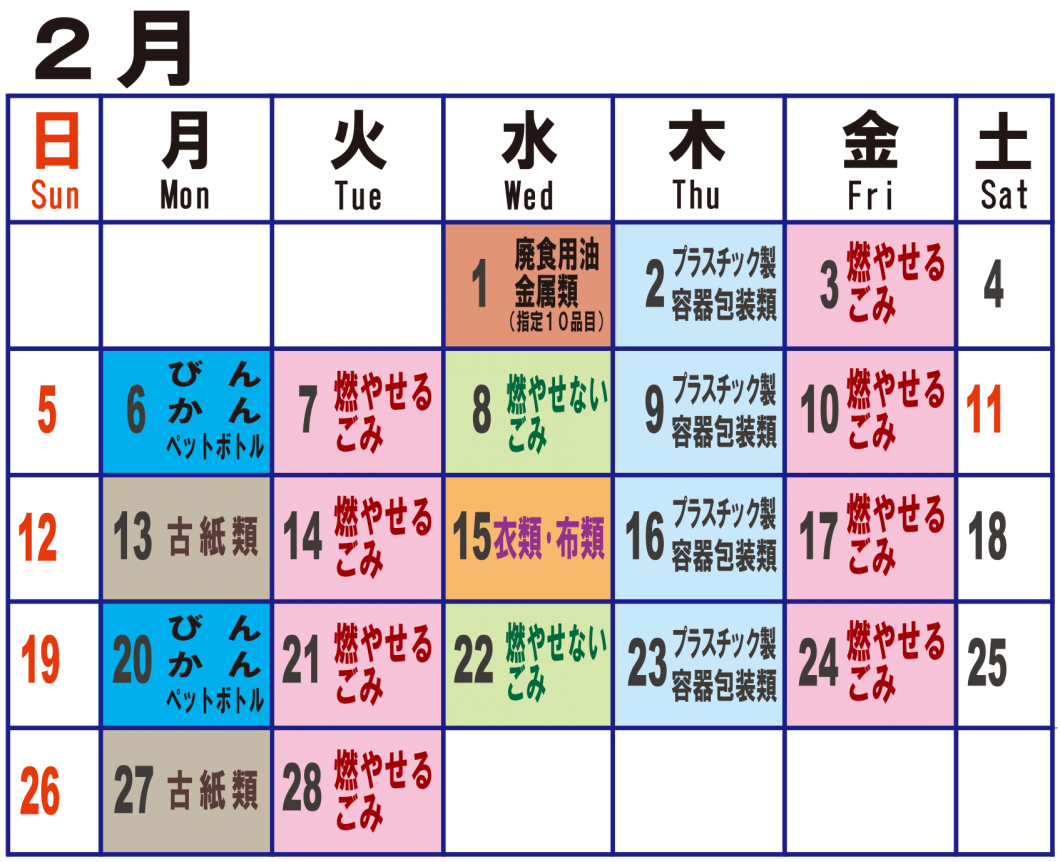 2月
日 月 火 水 木 金 土
Sun Mon Tue Wed Thu Fri Sat
1 廃食用油
金属類
(指定10品目)
2 プラスチック製
容器包装類
3 燃やせる
ごみ
4
5
6 びん
かん
ペットボトル
7 燃やせる
ごみ
8 燃やせない
ごみ
9 プラスチック製
容器包装類
10 燃やせる
ごみ
11
12
13 古紙類
14 燃やせる
ごみ
15 衣類・布類
16 プラスチック製
容器包装類
17 燃やせる
ごみ
18
19
20 びん
かん
ペットボトル
21 燃やせる
ごみ
22 燃やせない
ごみ
23 プラスチック製
容器包装類
24 燃やせる
ごみ
25
26
27 古紙類
28 燃やせる
ごみ